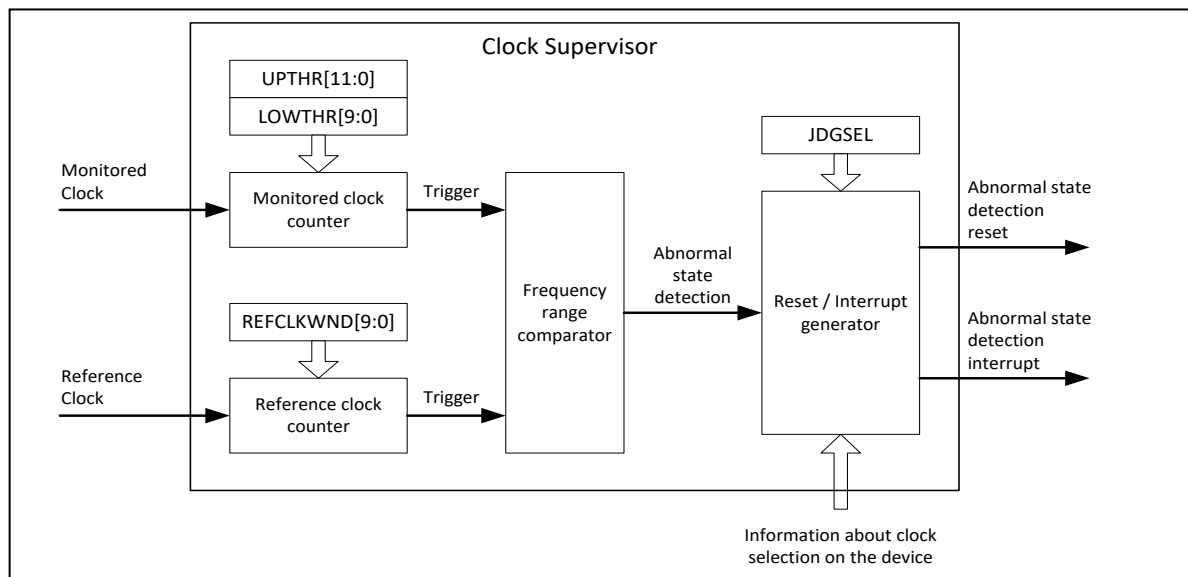 Clock Supervisor
UPTHR[11:0]
LOWTHR[9:0]
JDGSEL
Monitored
Clock
Monitored clock
counter
Trigger
Abnormal state
detection
reset
Abnormal
state
detection
Frequency
range
comparator
Reset / Interrupt
generator
REFCLKWND[9:0]
Abnormal state
detection
interrupt
Reference
Clock
Reference clock
counter
Trigger
Information about clock
selection on the device